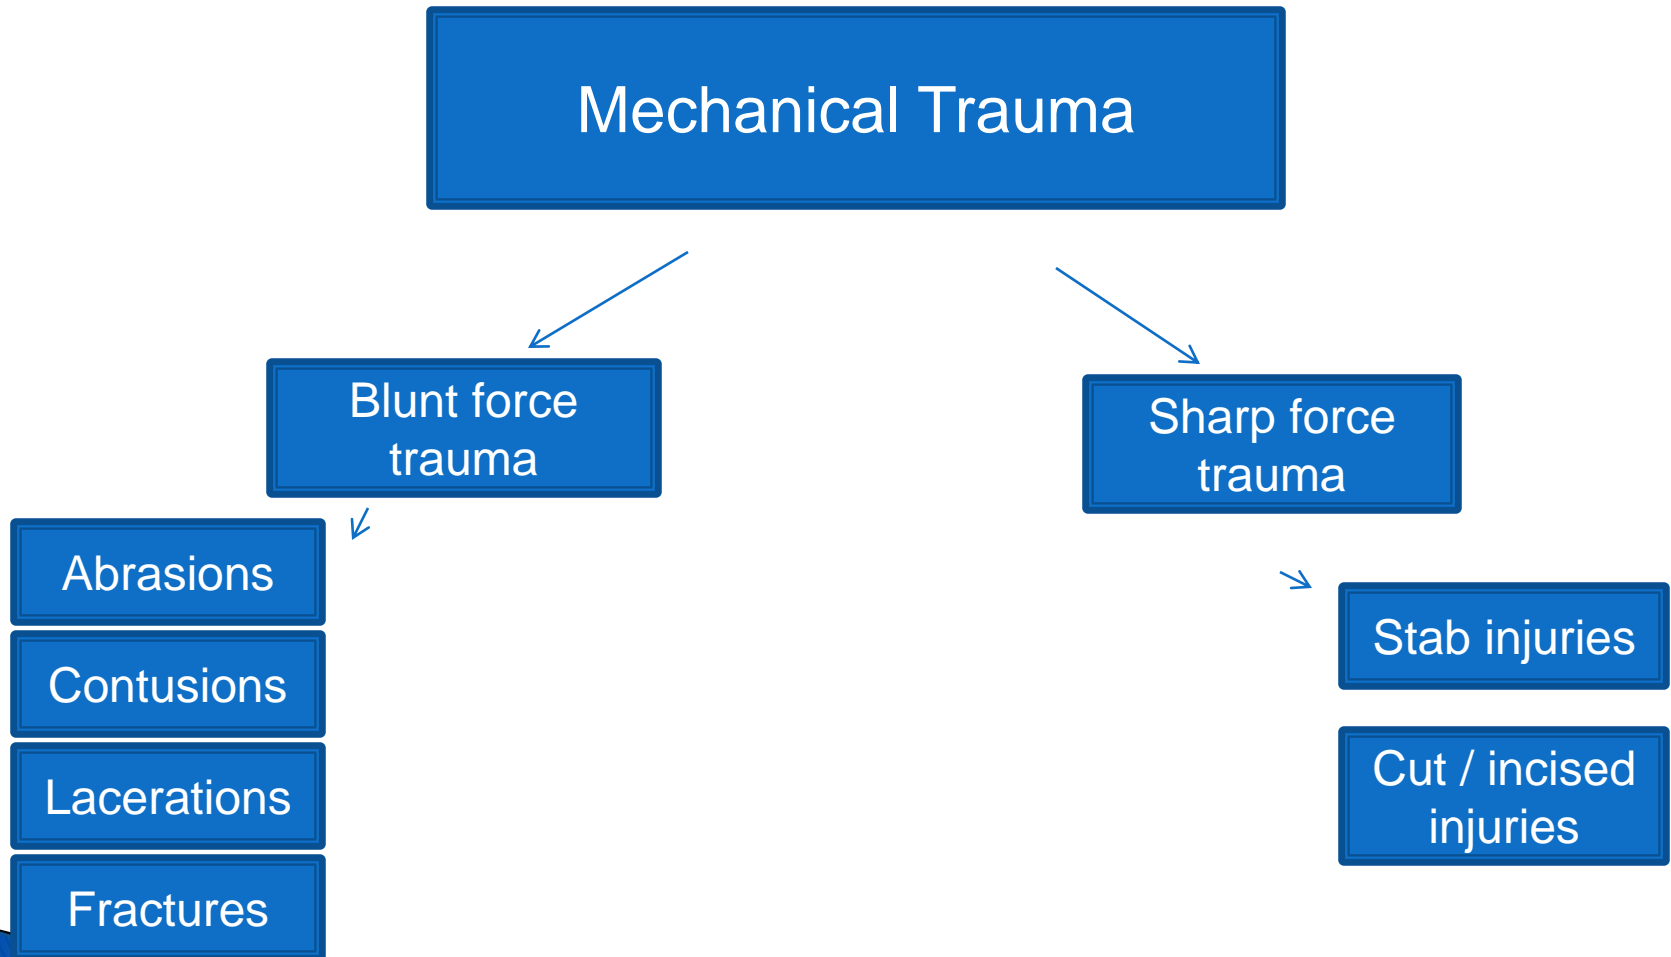 Mechanical Trauma
Blunt force
trauma
Sharp force
trauma
Abrasions
Contusions
Lacerations
Fractures
Stab injuries
Cut / incised
injuries